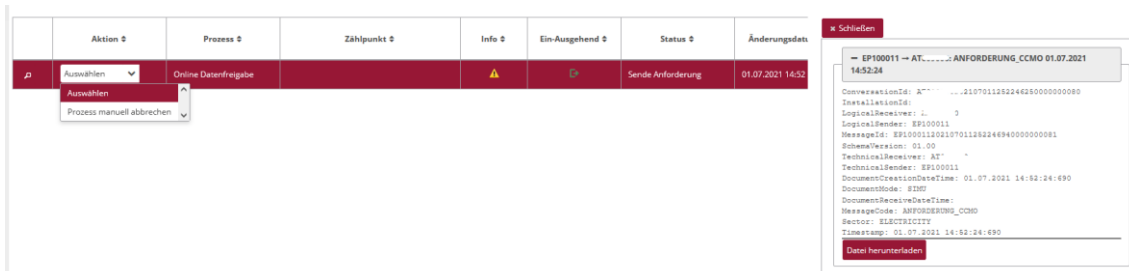 Aktion
Prozess
Zählpunkt
Info
Ein-Ausgehend
Status
Änderungsdatu
Auswählen
Online Datenfreigabe
Sende Anforderung
01.07.2021 14:52
Auswählen
Prozess manuell abbrechen
× Schließen
− EP100011 → AT ANFORDERUNG_CCMO 01.07.2021
14:52:24
ConversationId:
InstallationId:
LogicalReceiver:
LogicalSender: EP100011
MessageId: EP10001120210701125224694000000081
SchemaVersion: 01.00
TechnicalReceiver: AT
TechnicalSender: EP100011
DocumentCreationDateTime: 01.07.2021 14:52:24:690
DocumentMode: SIMU
DocumentReceiveDateTime:
MessageCode: ANFORDERUNG_CCMO
Sector: ELECTRICITY
Timestamp: 01.07.2021 14:52:24:690
Datei herunterladen